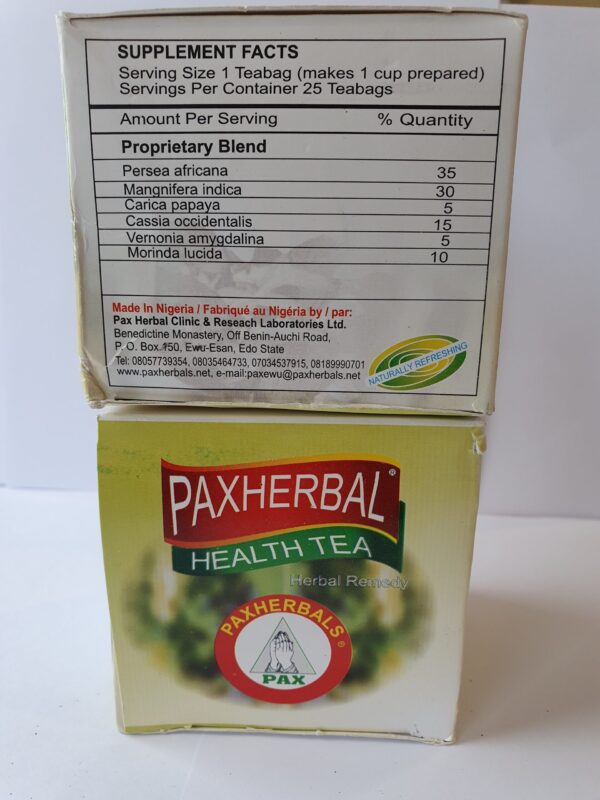 SUPPLEMENT FACTS
Serving Size 1 Teabag (makes 1 cup prepared)
Servings Per Container 25 Teabags
Amount Per Serving % Quantity
Proprietary Blend
Persea africana 35
Mangnifera indica 30
Carica papaya 5
Cassia occidentalis 15
Vernonia amygdalina 5
Morinda lucida 10
Made In Nigeria / Fabriqué au Nigéria by / par:
Pax Herbal Clinic & Reseach Laboratories Ltd.
Benedictine Monastery, Off Benin-Auchi Road,
P. O. Box. 150, Ewu-Esan, Edo State
Tel: 08057739354, 08035464733, 07034537915, 08189990701
www.paxherbals.net, e-mail:paxewu@paxherbals.net
NATURALLY REFRESHING
PAXHERBAL®
HEALTH TEA
Herbal Remedy
PAXHERBALS®
PAX